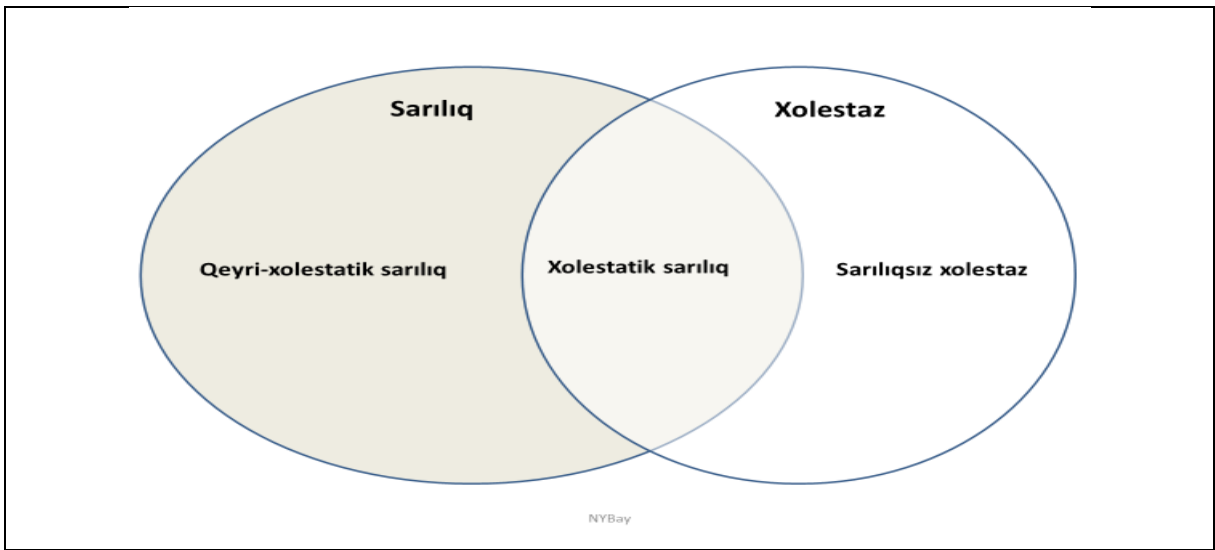 Sarılıq
Xolestaz
Qeyri-xolestatik sarılıq
Xolestatik sarılıq
Sarılıqsız xolestaz
NYBay